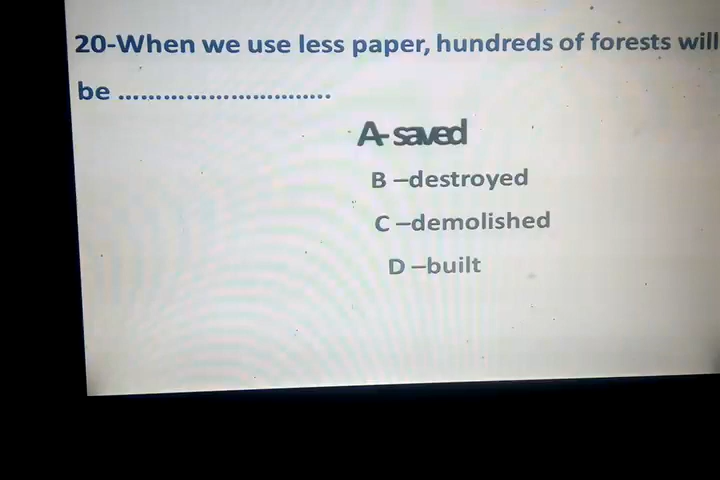 20-When we use less paper, hundreds of forests will
be ..............................
A-saved
B –destroyed
C –demolished
D –built